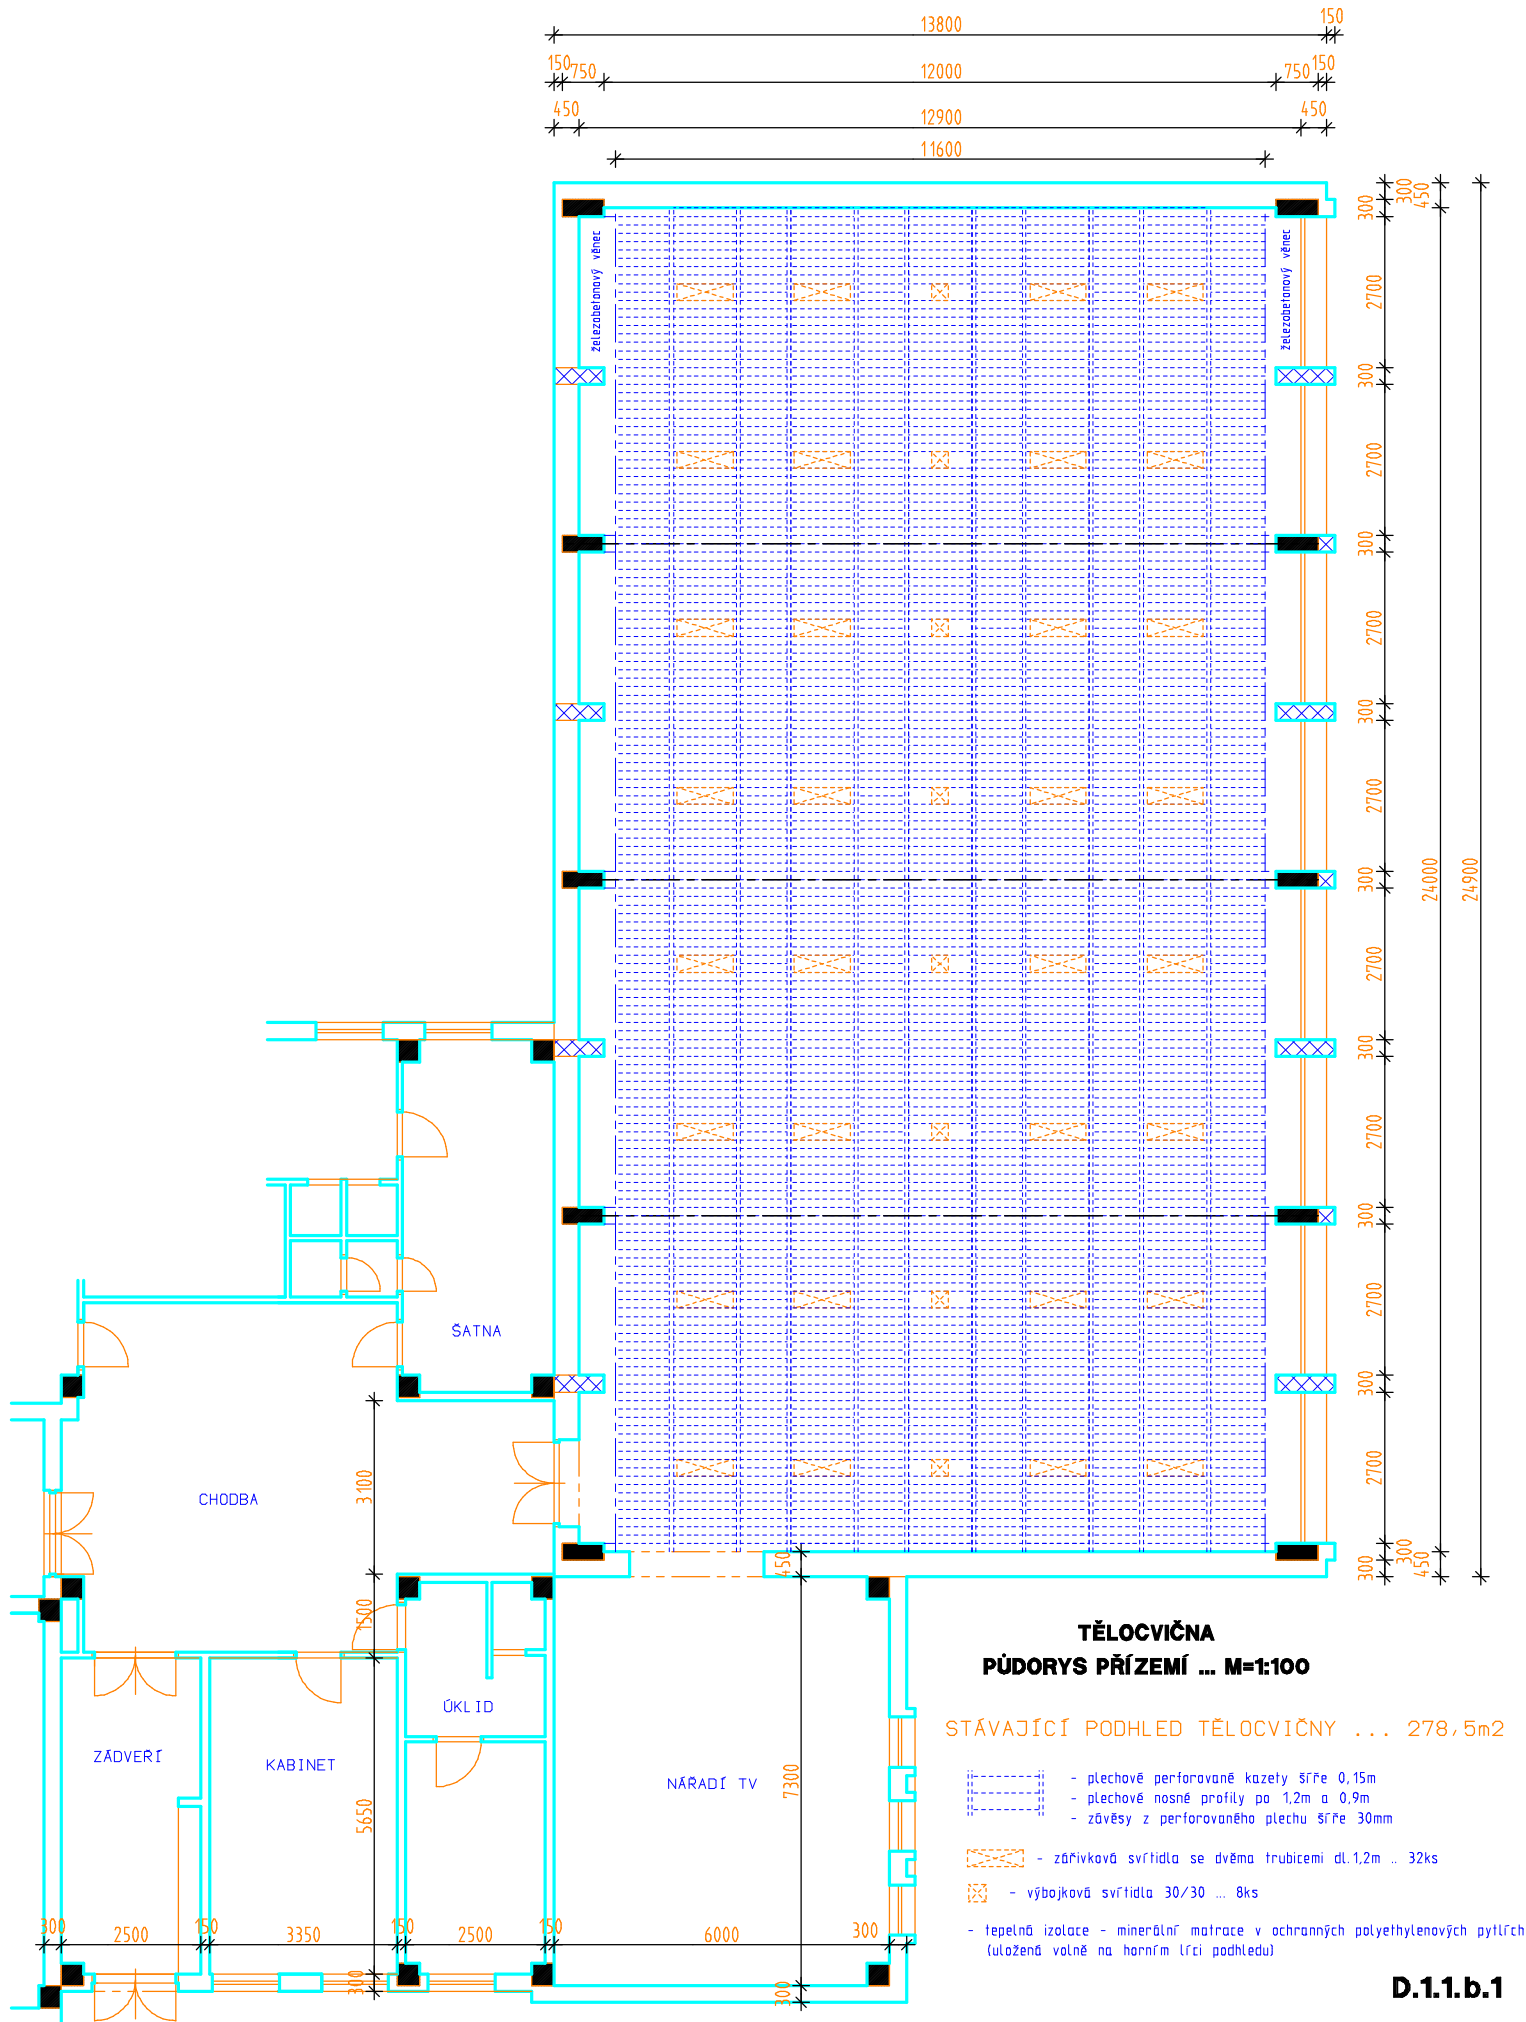 13800
150
150
750
12000
750
150
450
12900
450
11600
železobetonový věnec
železobetonový věnec
300
300
450
2700
300
2700
300
2700
300
2700
300
24000
24900
2700
300
2700
300
2700
300
2700
300
300
450
ŠATNA
3100
CHODBA
450
1500
ÚKLID
ZÁDVEŘÍ
KABINET
NÁŘADÍ TV
7300
5650
300
2500
150
3350
150
2500
150
6000
300
300
300
TĚLOCVIČNA
PŮDORYS PŘÍZEMÍ ... M=1:100
STÁVAJÍCÍ PODHLED TĚLOCVIČNY ... 278,5m2
- plechové perforované kazety šíře 0,15m
- plechové nosné profily po 1,2m a 0,9m
- závěsy z perforovaného plechu šíře 30mm
- zářivková svítidla se dvěma trubicemi dl.1,2m .. 32ks
- výbojková svítidla 30/30 ... 8ks
- tepelná izolace - minerální matrace v ochranných polyethylenových pytlích
(uložená volně na horním líci podhledu)
D.1.1.b.1